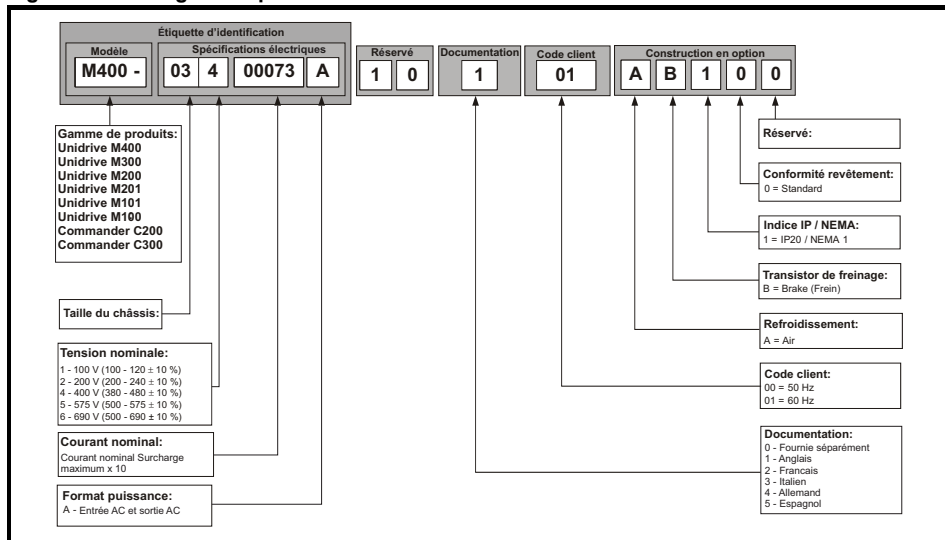 Étiquette d'identification
Modèle
Spécifications électriques
Réservé
Documentation
Code client
Construction en option
M400 -
03 4 00073 A
1 0
1
01
A B 1 0 0
Gamme de produits:
Unidrive M400
Unidrive M300
Unidrive M200
Unidrive M201
Unidrive M101
Unidrive M100
Commander C200
Commander C300
Taille du châssis:
Tension nominale:
1 - 100 V (100 - 120 ± 10 %)
2 - 200 V (200 - 240 ± 10 %)
4 - 400 V (380 - 480 ± 10 %)
5 - 575 V (500 - 575 ± 10 %)
6 - 690 V (500 - 690 ± 10 %)
Courant nominal:
Courant nominal Surcharge
maximum x 10
Format puissance:
A - Entrée AC et sortie AC
Réservé:
Conformité revêtement:
0 = Standard
Indice IP / NEMA:
1 = IP20 / NEMA 1
Transistor de freinage:
B = Brake (Frein)
Refroidissement:
A = Air
Code client:
00 = 50 Hz
01 = 60 Hz
Documentation:
0 - Fournie séparément
1 - Anglais
2 - Francais
3 - Italien
4 - Allemand
5 - Espagnol